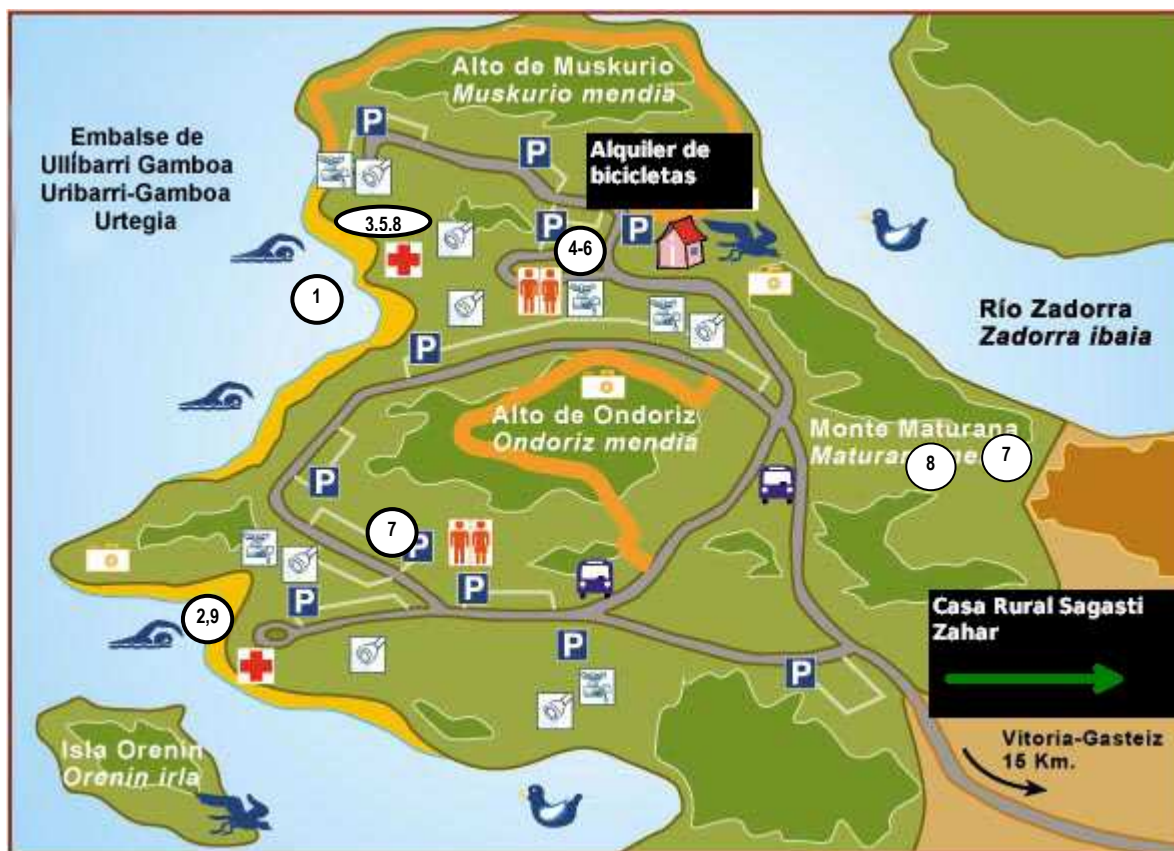 Alto de Muskurio
Muskurio mendia
Embalse de
Ullíbarri Gamboa
Uribarri-Gamboa
Urtegia
P
P
Alquiler de
bicicletas
3.5.8
P
4-6
P
1
Río Zadorra
Zadorra ibaia
P
Alto de Ondoriz
Ondoriz mendia
Monte Maturana
8
7
P
7
P
2,9
P
P
P
P
Casa Rural Sagasti
Zahar
Isla Orenin
Orenin irla
Vitoria-Gasteiz
15 Km.